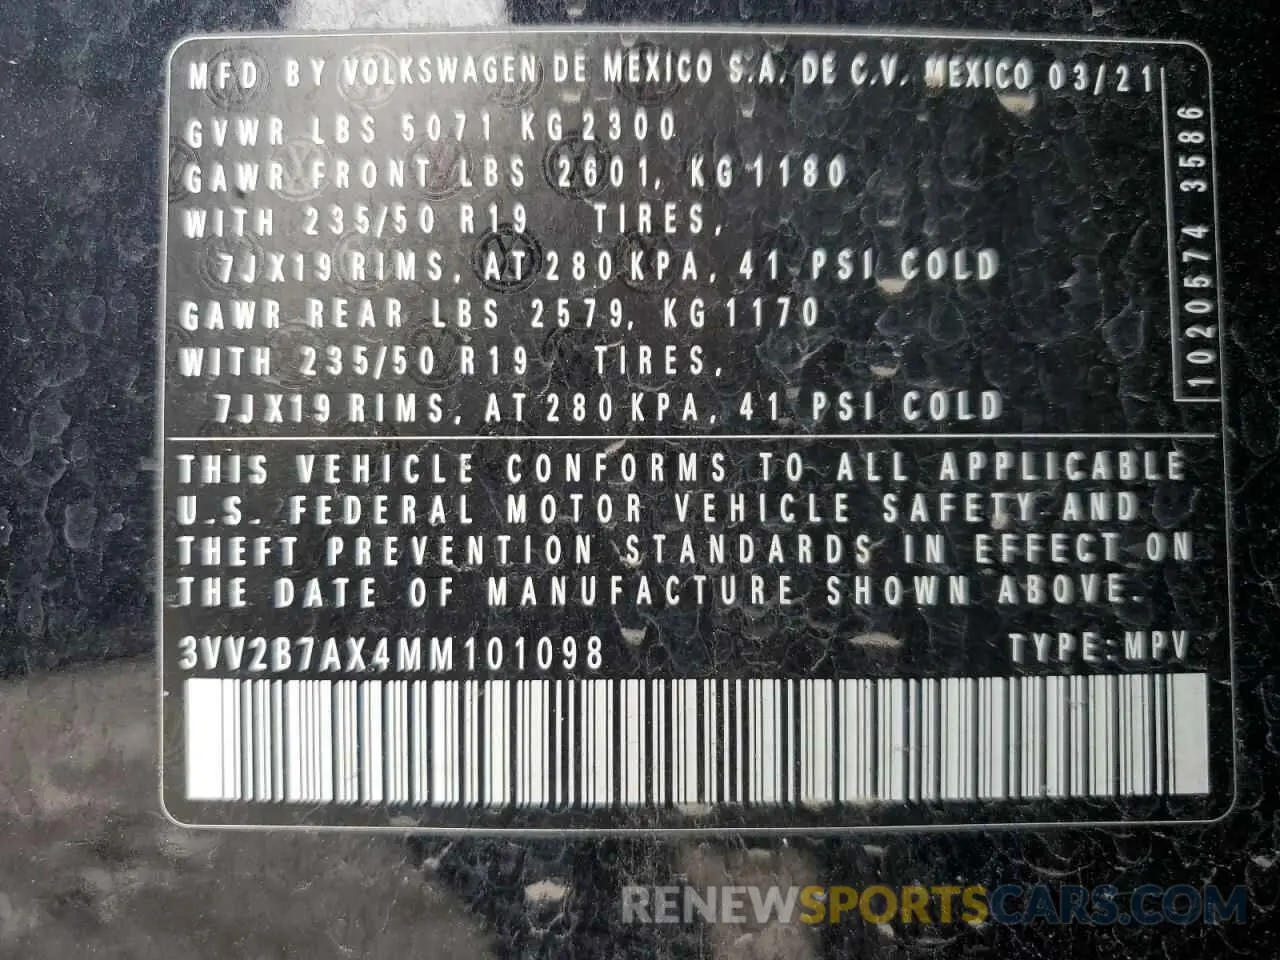 MFD BY VOLKSWAGEN DE MEXICO S.A. DE C.V. MEXICO 03/21
GVWR LBS 5071 KG 2300
GAWR FRONT LBS 2601, KG 1180
WITH 235/50 R19 TIRES,
7JX19 RIMS, AT 280 KPA, 41 PSI COLD
GAWR REAR LBS 2579, KG 1170
WITH 235/50 R19 TIRES,
7JX19 RIMS, AT 280 KPA, 41 PSI COLD
1020574 3586
THIS VEHICLE CONFORMS TO ALL APPLICABLE
U.S. FEDERAL MOTOR VEHICLE SAFETY AND
THEFT PREVENTION STANDARDS IN EFFECT ON
THE DATE OF MANUFACTURE SHOWN ABOVE.
3VV2B7AX4MM101098 TYPE: MPV
RENEWSPORTSCARS.COM